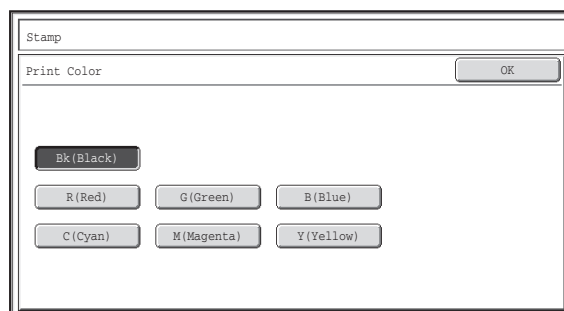 Stamp
Print Color OK
Bk(Black)
R(Red) G(Green) B(Blue)
C(Cyan) M(Magenta) Y(Yellow)